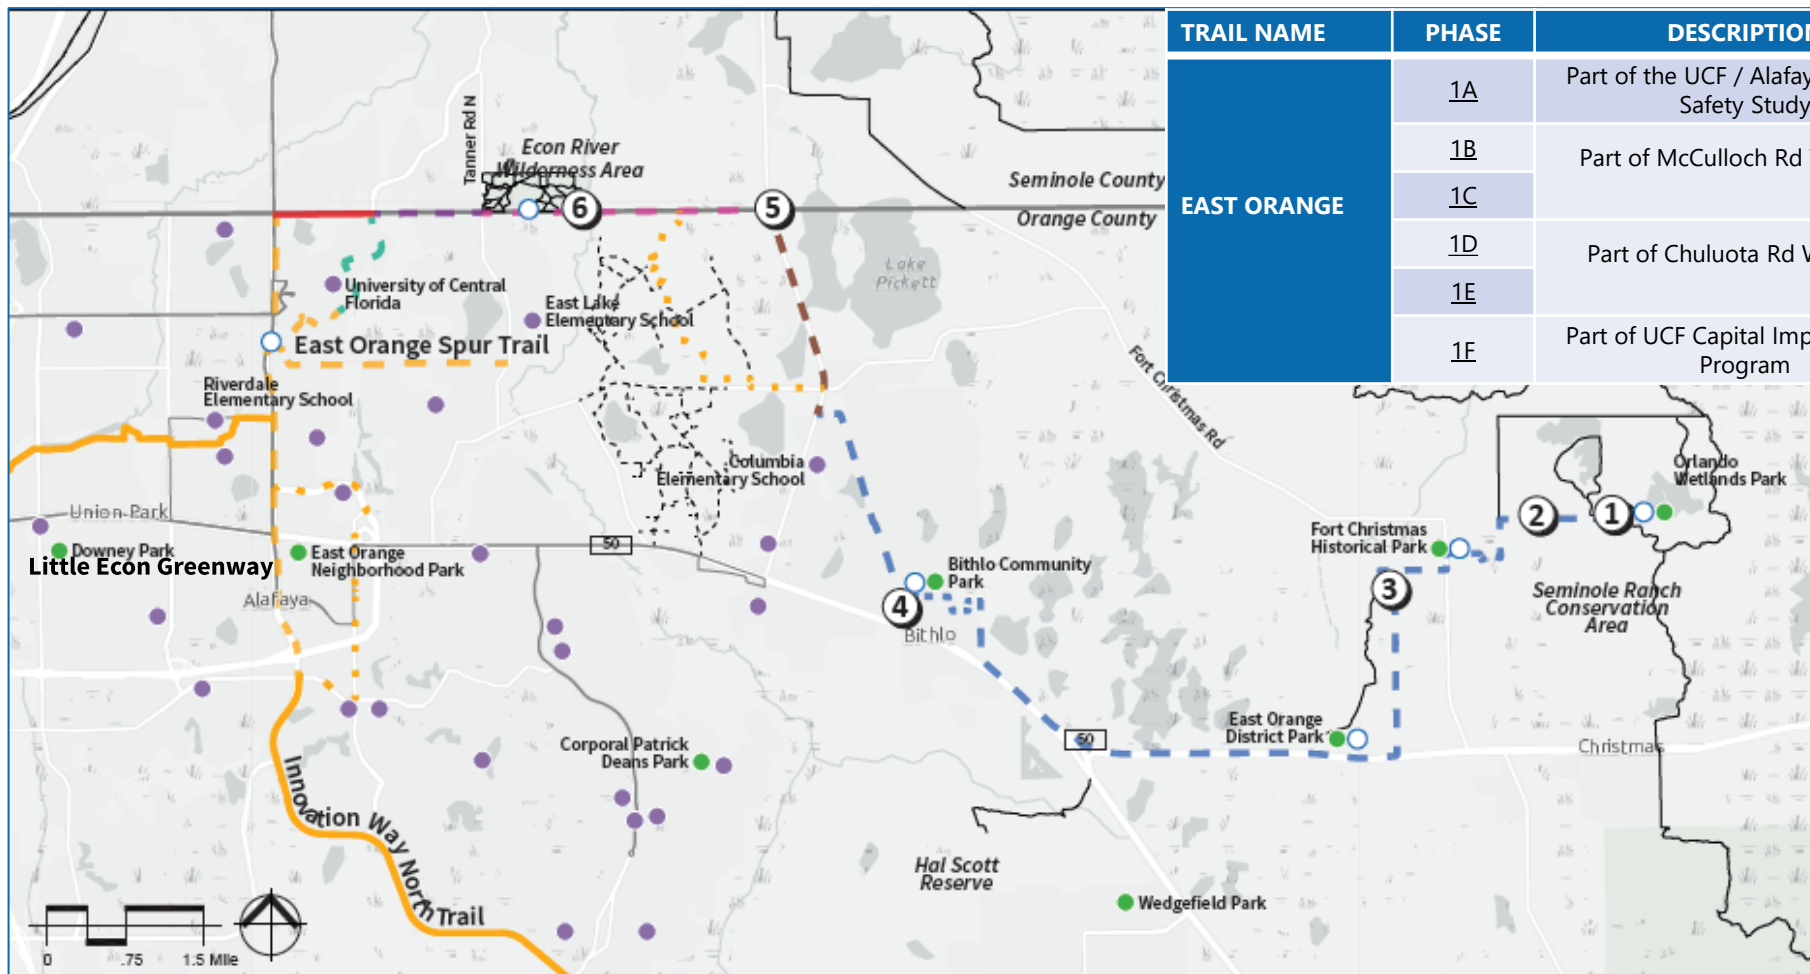 TRAIL NAME PHASE DESCRIPTION
EAST ORANGE
1A Part of the UCF / Alafay
Safety Study
1B Part of McCulloch Rd
1C
1D Part of Chuluota Rd W
1E
1F Part of UCF Capital Imp
Program
Tanner Rd N
Econ River
Wilderness Area
Seminole County
Orange County
6
5
Lake
Pickett
University of Central
Florida
East Lake
Elementary School
East Orange Spur Trail
Fort Christmas Rd
Riverdale
Elementary School
Columbia
Elementary School
Orlando
Wetlands Park
Union Park
2
1
Fort Christmas
Historical Park
50
Downey Park
East Orange
Neighborhood Park
Little Econ Greenway
Bithlo Community
Park
3
Seminole Ranch
Conservation
Area
Alafaya
4
Bithlo
East Orange
District Park
50
Christmas
Corporal Patrick
Deans Park
Innovation Way North Trail
Hal Scott
Reserve
Wedgefield Park
0 .75 1.5 Mile